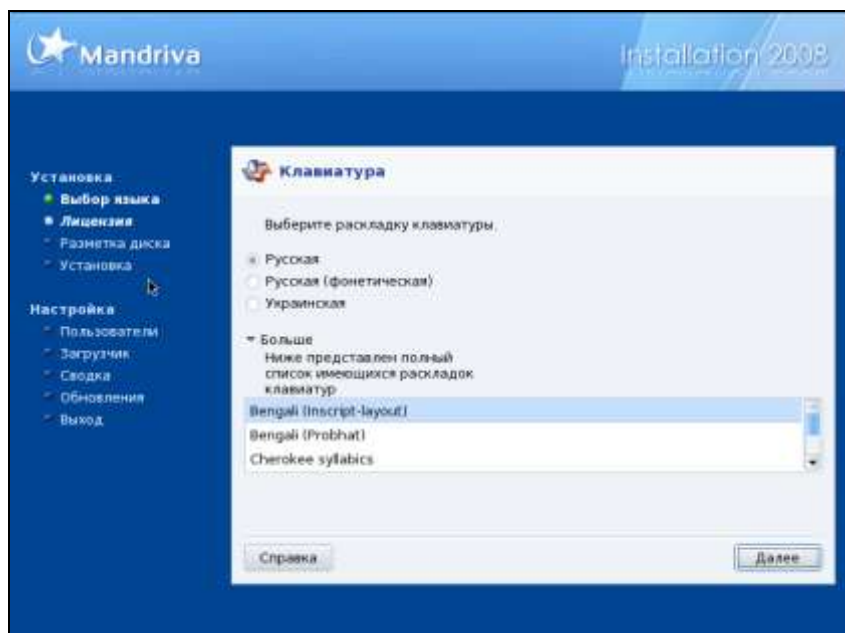 Mandriva
Installation 2008
Установка
Выбор языка
Лицензия
Разметка диска
Установка
Настройка
Пользователи
Загрузчик
Сводка
Обновления
Выход
Клавиатура
Выберите раскладку клавиатуры.
Русская
Русская (фонетическая)
Украинская
Больше
Ниже представлен полный
список имеющихся раскладок
клавиатур
Bengali (Inscript-layout)
Bengali (Probhat)
Cherokee syllabics
Справка
Далее